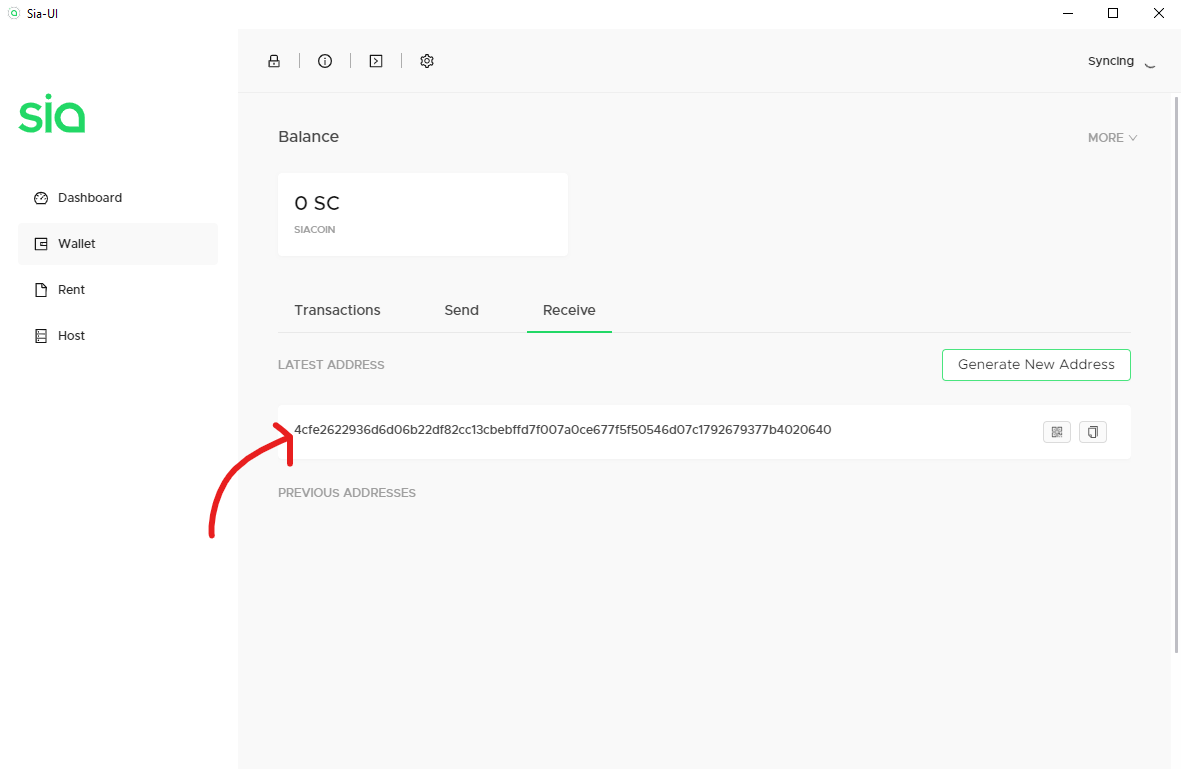 Sia-UI
Syncing
sia
Balance
MORE
Dashboard
0 SC
SIACOIN
Wallet
Rent
Transactions Send Receive
Host
LATEST ADDRESS
Generate New Address
4cfe2622936d6d06b22df82cc13cbebffd7f007a0ce677f5f50546d07c1792679377b4020640
PREVIOUS ADDRESSES